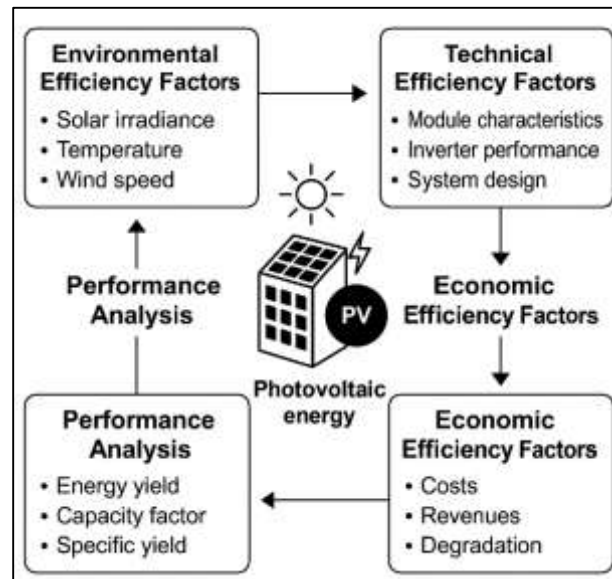 Environmental
Efficiency Factors
• Solar irradiance
• Temperature
• Wind speed
Technical
Efficiency Factors
• Module characteristics
• Inverter performance
• System design
Performance
Analysis
PV
Photovoltaic
energy
Economic
Efficiency Factors
Performance
Analysis
• Energy yield
• Capacity factor
• Specific yield
Economic
Efficiency Factors
• Costs
• Revenues
• Degradation